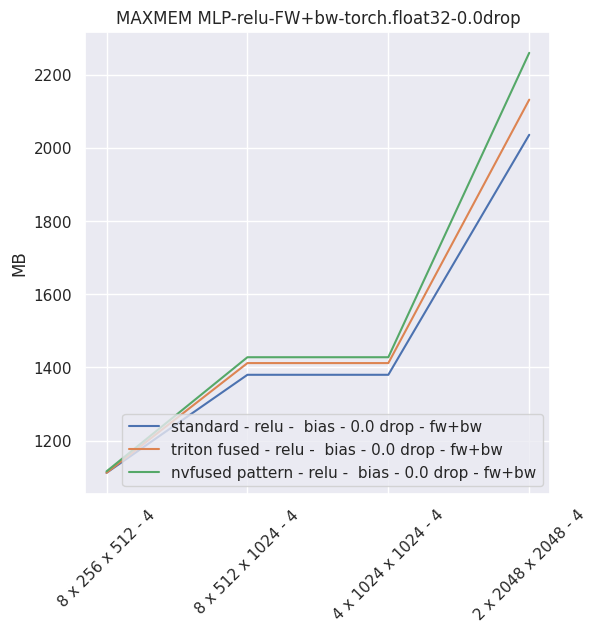 MAXMEM MLP-relu-FW+bw-torch.float32-0.0drop
2200
2000
1800
1600
1400
1200
MB
standard - relu -  bias - 0.0 drop - fw+bw
triton fused - relu -  bias - 0.0 drop - fw+bw
nvfused pattern - relu -  bias - 0.0 drop - fw+bw
8 x 256 x 512 - 4
8 x 512 x 1024 - 4
4 x 1024 x 1024 - 4
2 x 2048 x 2048 - 4